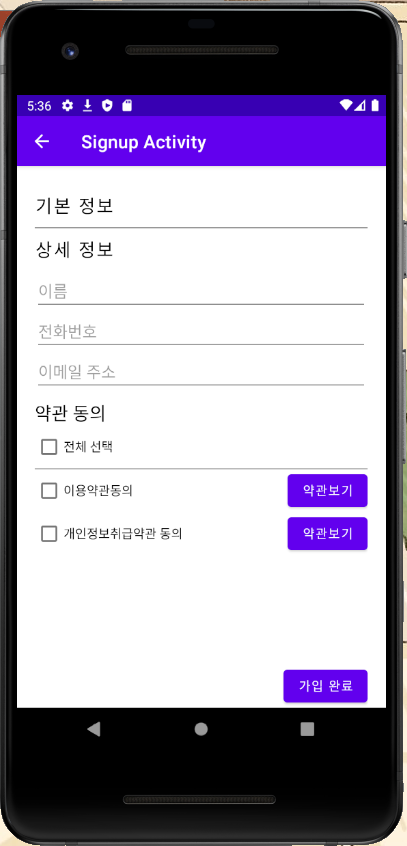 5:36
Signup Activity
기본 정보
상세 정보
이름
전화번호
이메일 주소
약관 동의
전체 선택
이용약관동의 약관보기
개인정보취급약관 동의 약관보기
가입 완료